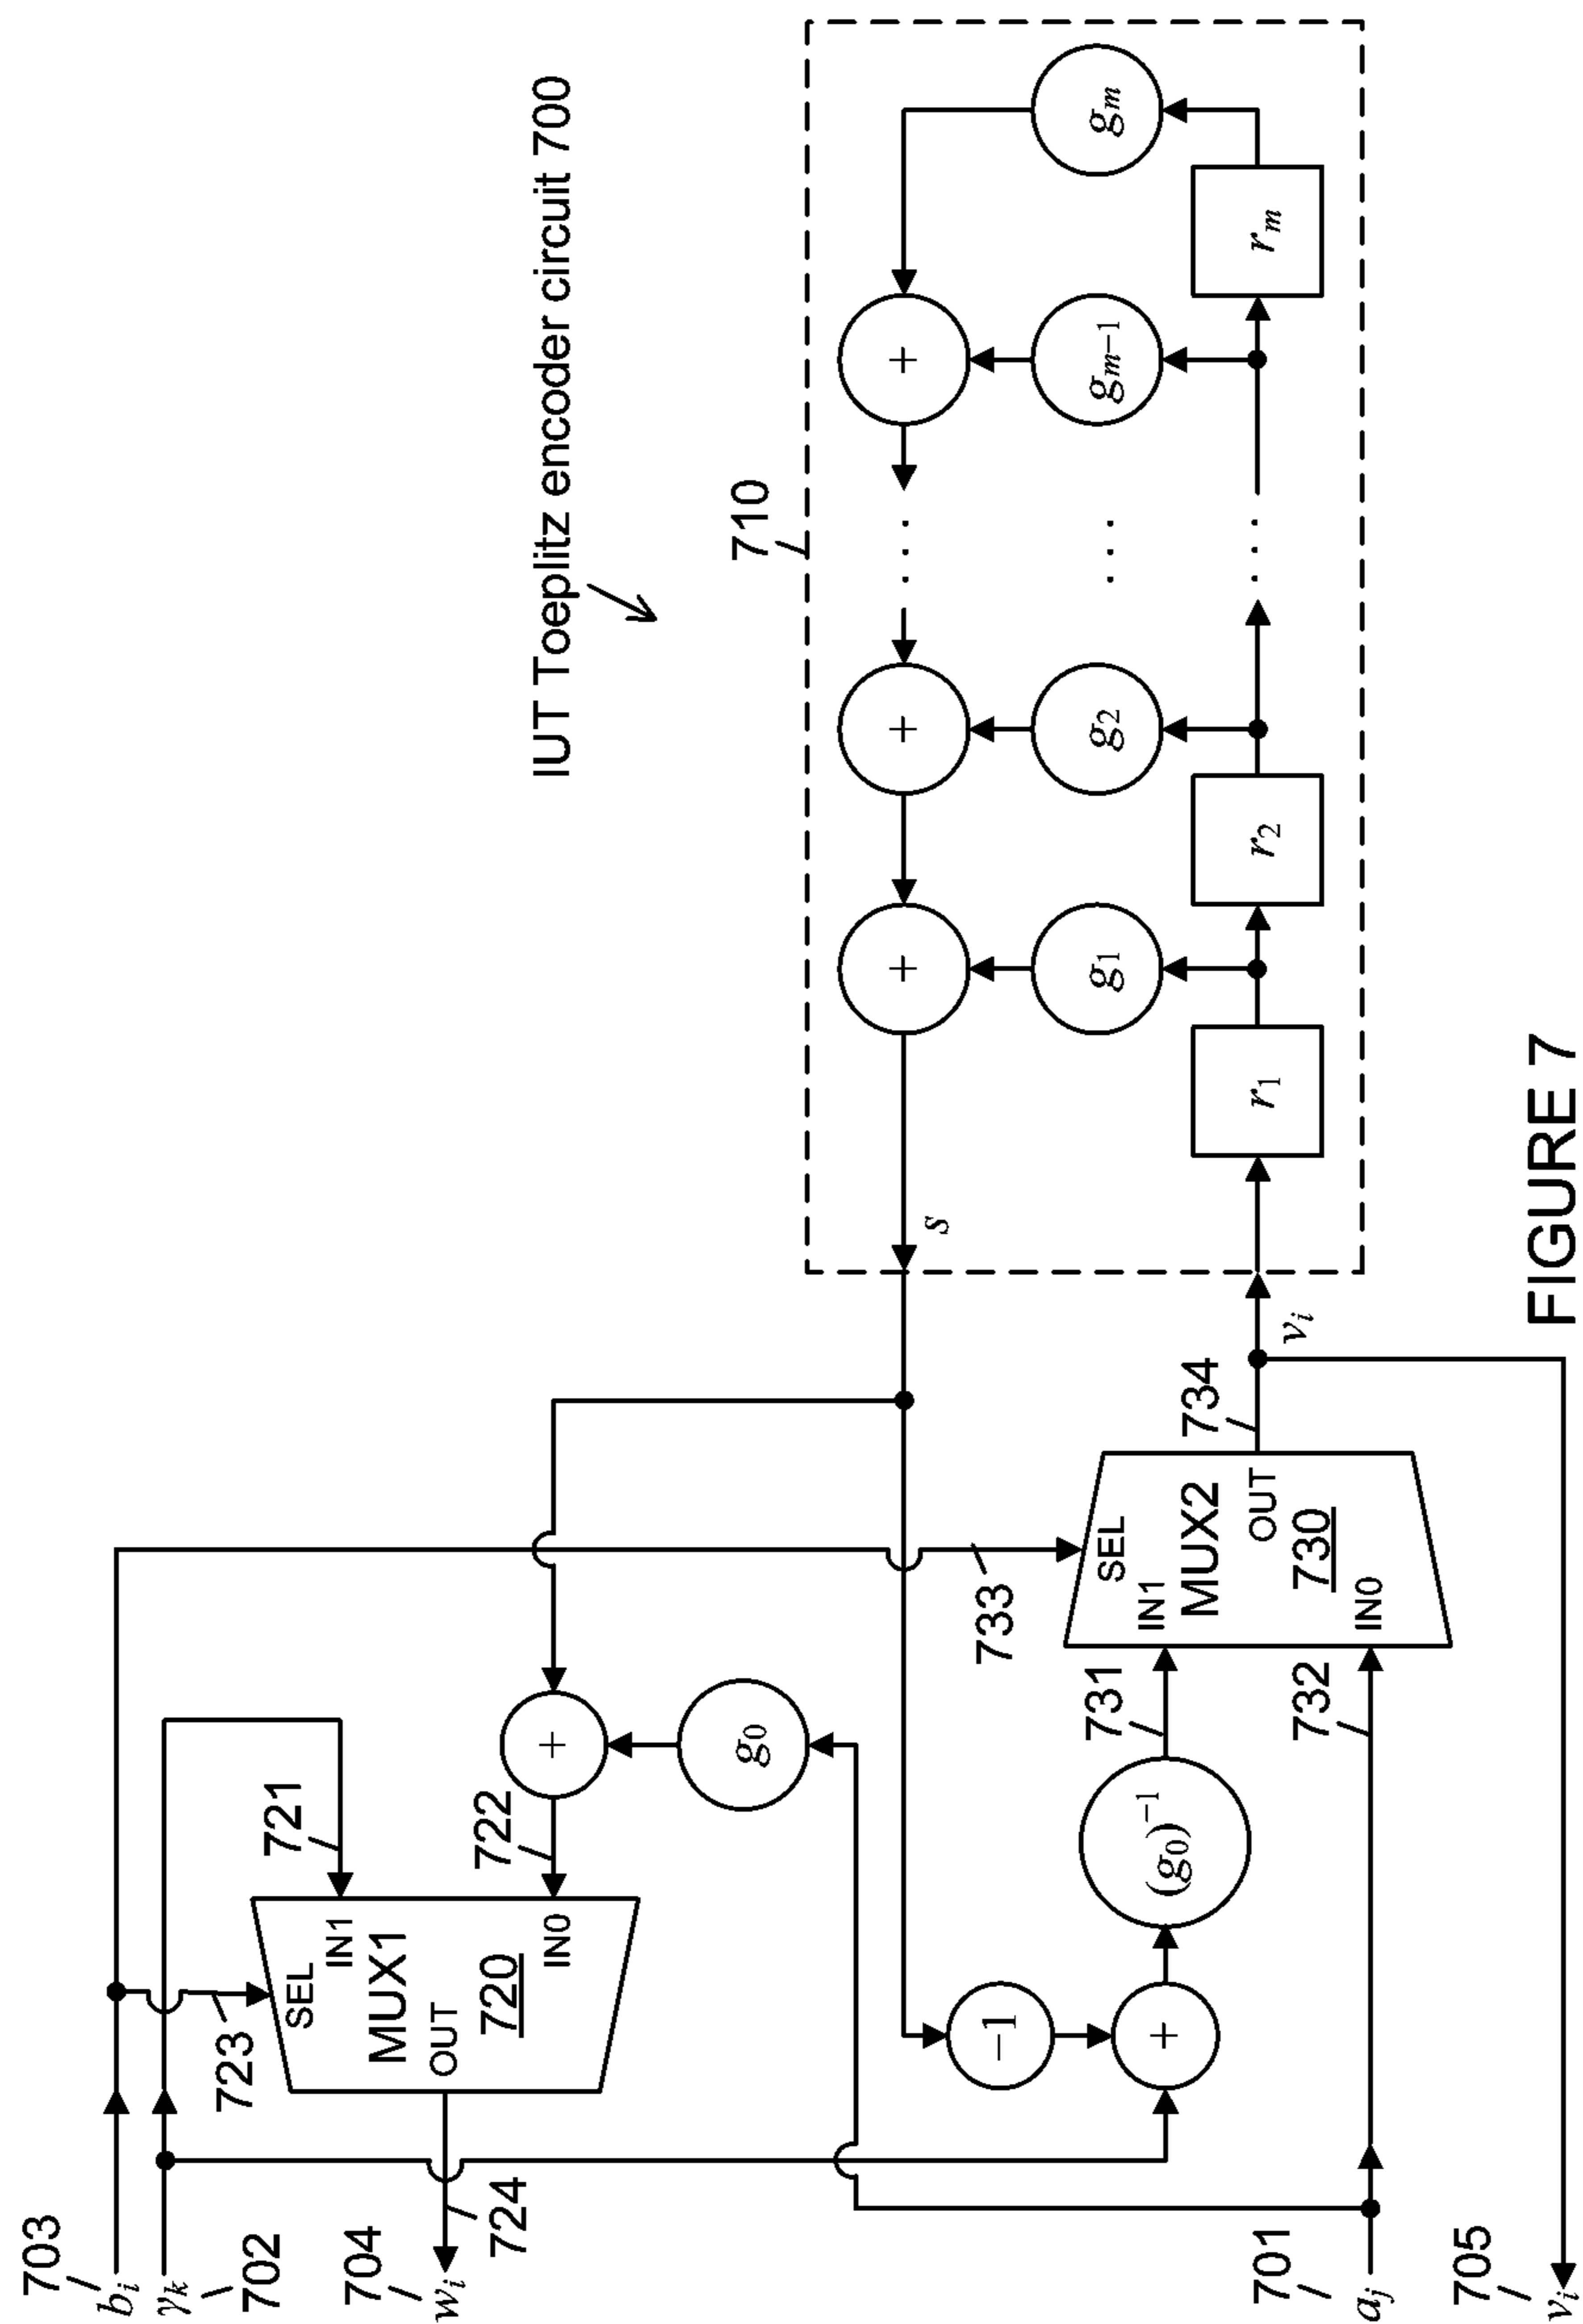 IUT Toeplitz encoder circuit 700
703
b_i
γ_k
702
704
w_i
724
723
SEL
IN1
MUX1
OUT
720
IN0
721
722
+
g_0
710
s
+
+
...
+
g_1
g_2
...
g_{m-1}
g_m
r_1
r_2
...
r_m
-1
+
(g_0)^{-1}
731
732
733
SEL
IN1
MUX2
OUT
730
IN0
734
v_i
701
a_j
705
v_i
FIGURE 7